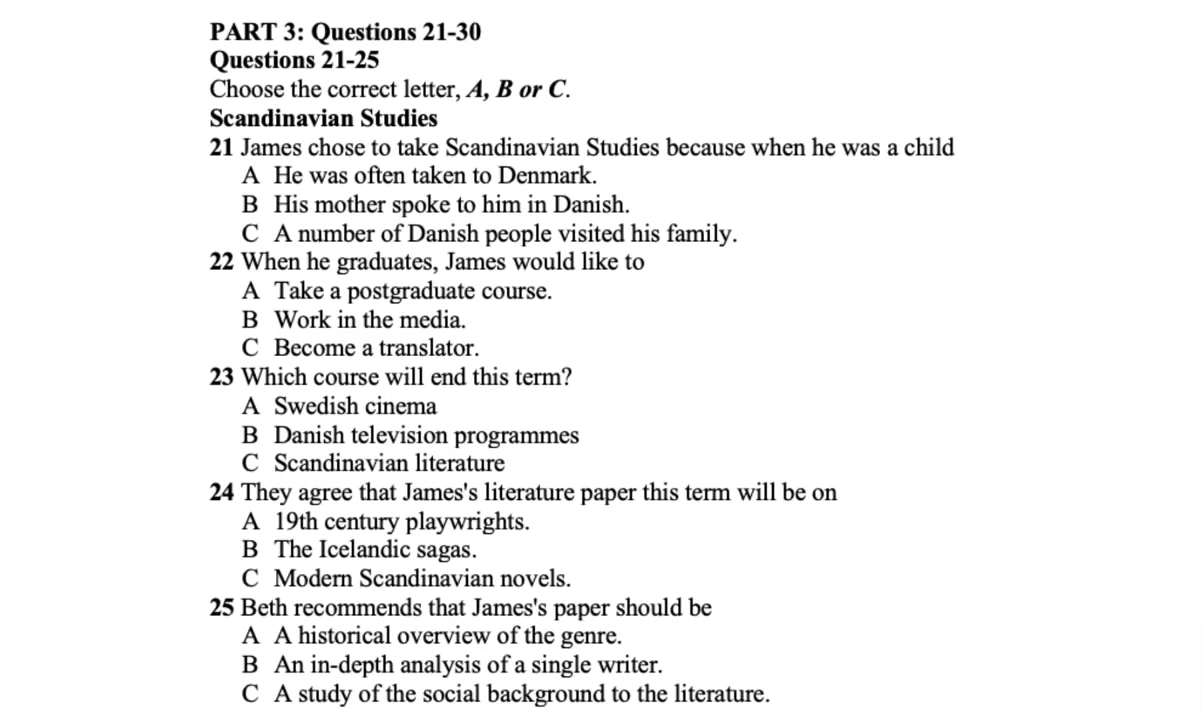 PART 3: Questions 21-30
Questions 21-25
Choose the correct letter, A, B or C.
Scandinavian Studies
21 James chose to take Scandinavian Studies because when he was a child
A He was often taken to Denmark.
B His mother spoke to him in Danish.
C A number of Danish people visited his family.
22 When he graduates, James would like to
A Take a postgraduate course.
B Work in the media.
C Become a translator.
23 Which course will end this term?
A Swedish cinema
B Danish television programmes
C Scandinavian literature
24 They agree that James's literature paper this term will be on
A 19th century playwrights.
B The Icelandic sagas.
C Modern Scandinavian novels.
25 Beth recommends that James's paper should be
A A historical overview of the genre.
B An in-depth analysis of a single writer.
C A study of the social background to the literature.